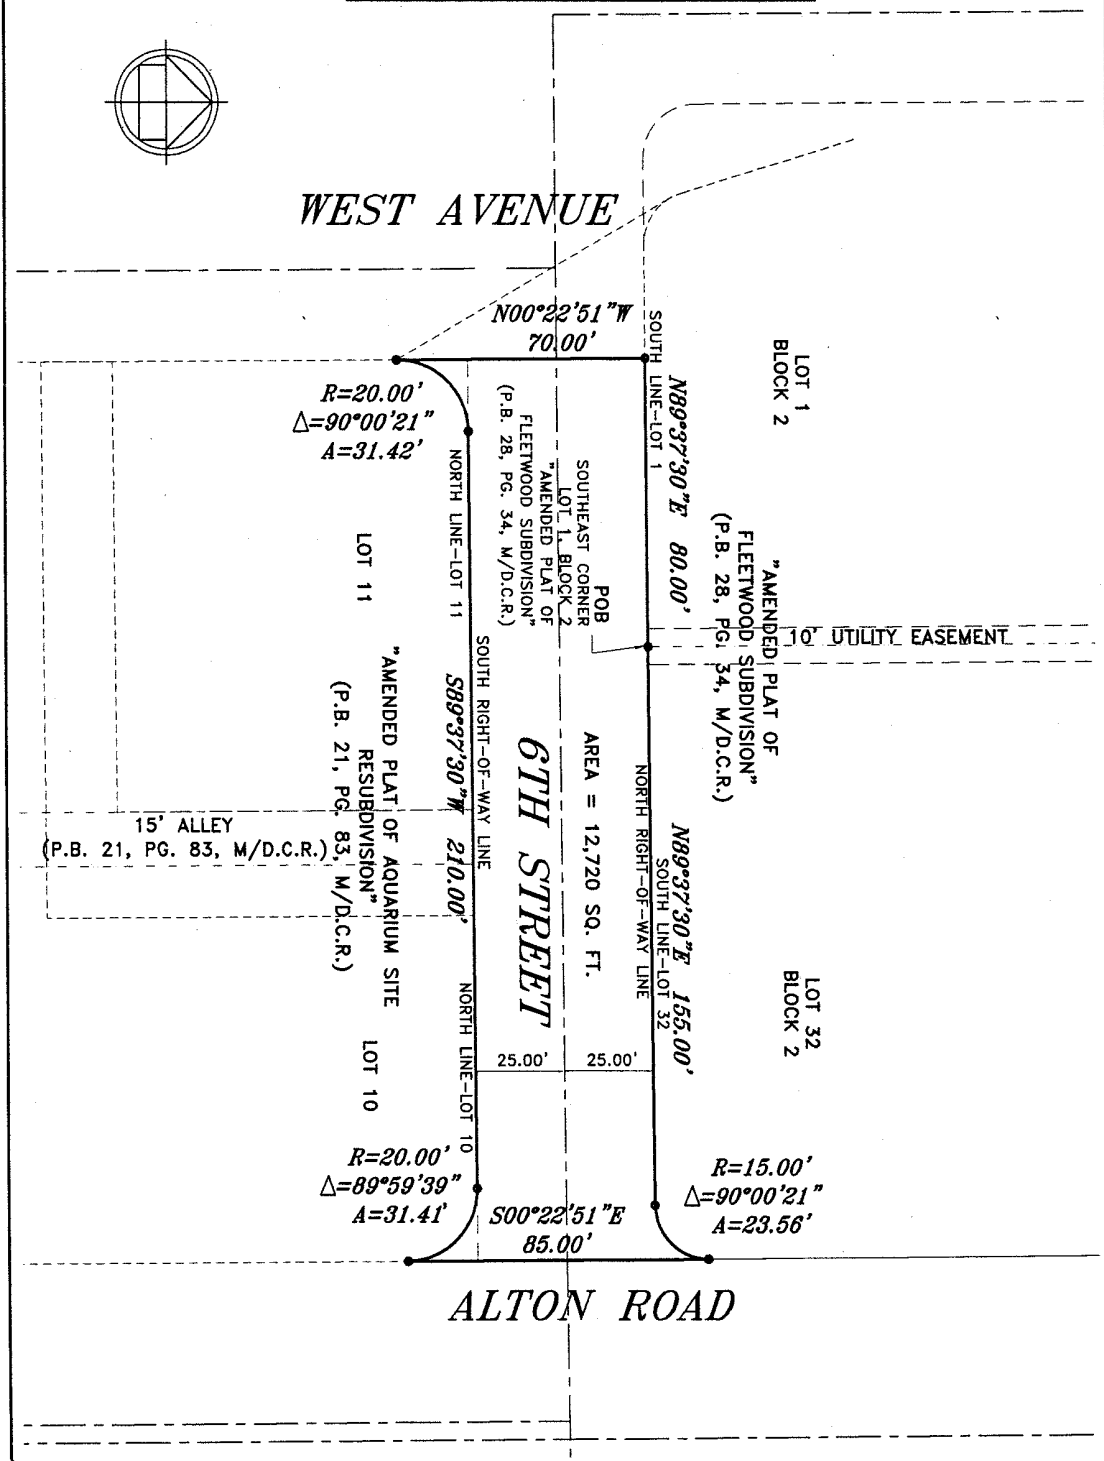 WEST AVENUE
N00°22'51"W
70.00'
R=20.00'
Δ=90°00'21"
A=31.42'
SOUTH LINE-LOT 1
N89°37'30"E 80.00'
LOT 1
BLOCK 2
NORTH LINE-LOT 11
"AMENDED PLAT OF
FLEETWOOD SUBDIVISION"
(P.B. 28, PG. 34, M/D.C.R.)
SOUTHEAST CORNER
LOT 1, BLOCK 2
POB
"AMENDED PLAT OF
FLEETWOOD SUBDIVISION"
(P.B. 28, PG. 34, M/D.C.R.)
10' UTILITY EASEMENT
LOT 11
"AMENDED PLAT OF AQUARIUM SITE
RESUBDIVISION"
(P.B. 21, PG. 83, M/D.C.R.)
SOUTH RIGHT-OF-WAY LINE
S89°37'30"W 210.00'
6TH STREET
AREA = 12,720 SQ. FT.
NORTH RIGHT-OF-WAY LINE
N89°37'30"E 155.00'
SOUTH LINE-LOT 32
15' ALLEY
(P.B. 21, PG. 83, M/D.C.R.)
LOT 32
BLOCK 2
NORTH LINE-LOT 10
LOT 10
25.00'
25.00'
R=20.00'
Δ=89°59'39"
A=31.41'
S00°22'51"E
85.00'
R=15.00'
Δ=90°00'21"
A=23.56'
ALTON ROAD